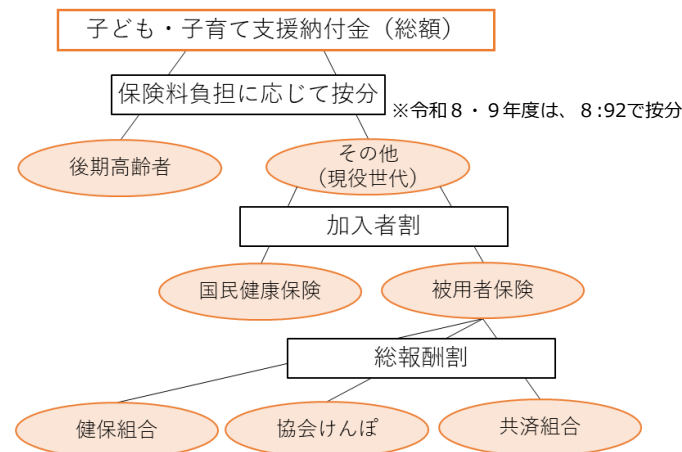 子ども・子育て支援納付金（総額）
保険料負担に応じて按分
※令和８・９年度は、８:92で按分
後期高齢者
その他
（現役世代）
加入者割
国民健康保険
被用者保険
総報酬割
健保組合
協会けんぽ
共済組合